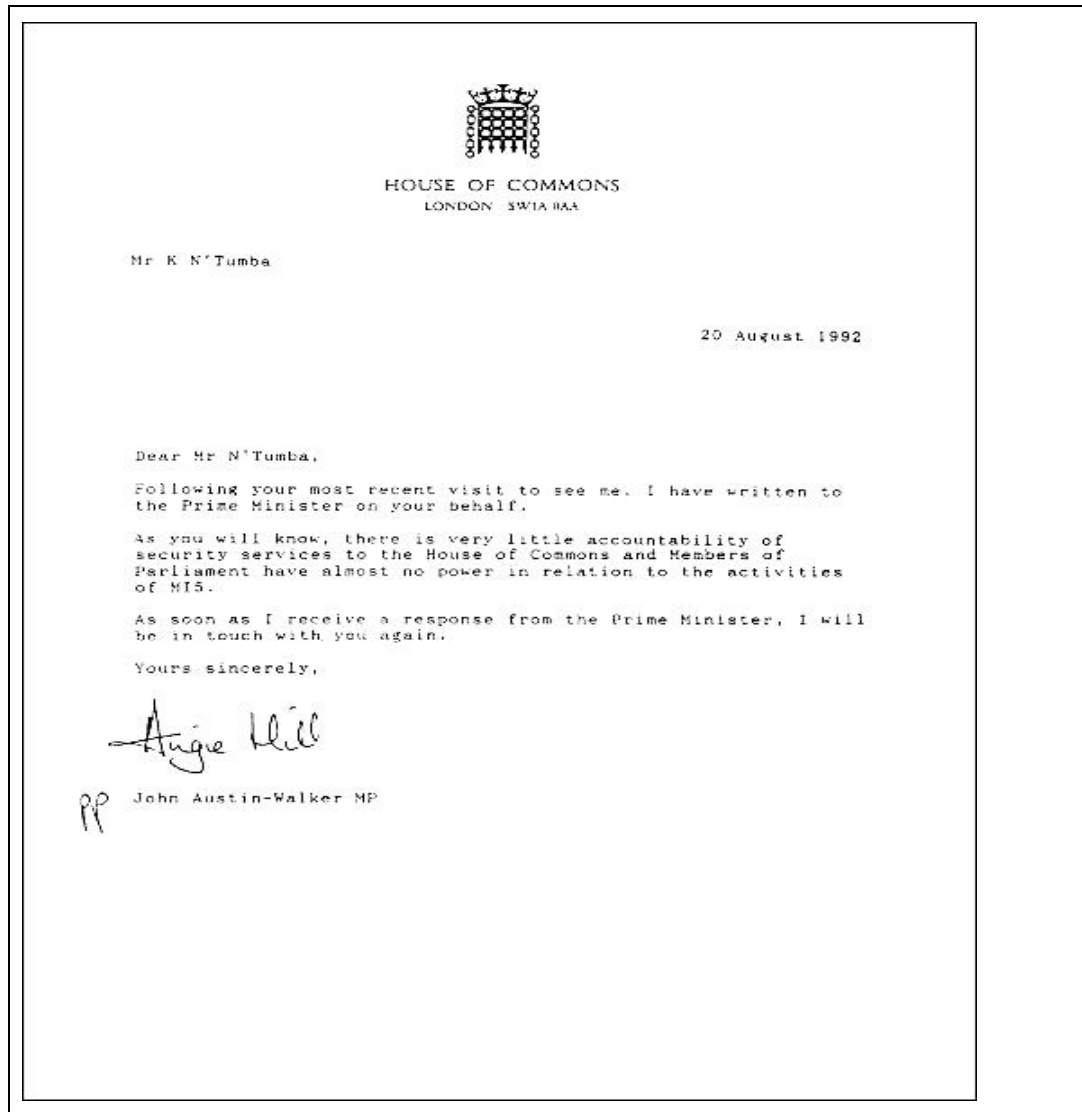 HOUSE OF COMMONS
LONDON SW1A 0AA
Mr K N'Tumba
20 August 1992
Dear Mr N'Tumba,
Following your most recent visit to see me, I have written to
the Prime Minister on your behalf.
As you will know, there is very little accountability of
security services to the House of Commons and Members of
Parliament have almost no power in relation to the activities
of MI5.
As soon as I receive a response from the Prime Minister, I will
be in touch with you again.
Yours sincerely,
Angie Hill
pp John Austin-Walker MP